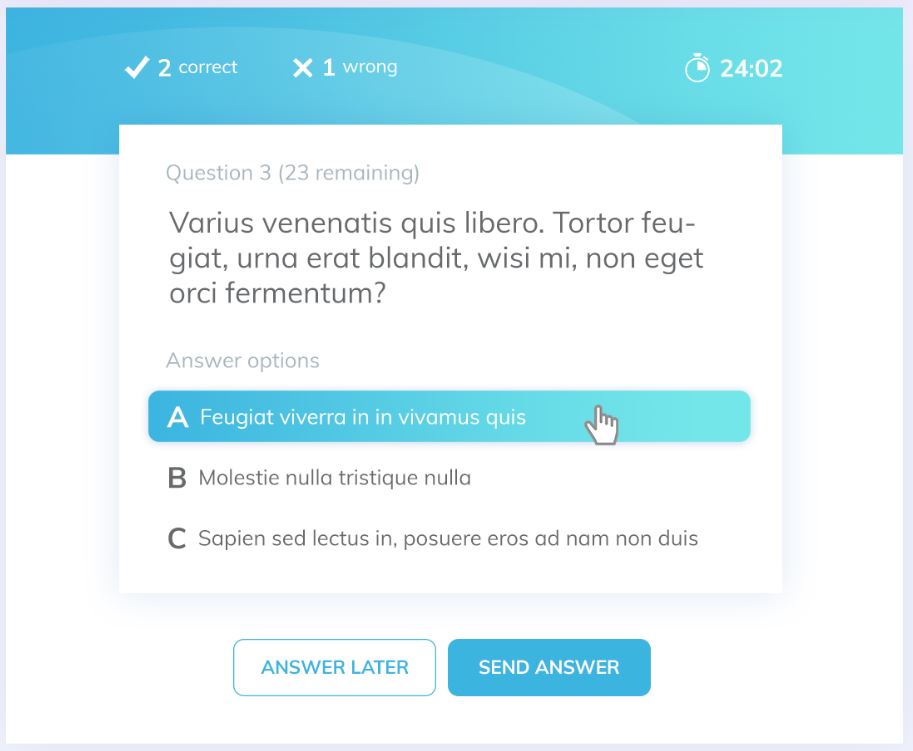 2 correct
1 wrong
24:02
Question 3 (23 remaining)
Varius venenatis quis libero. Tortor feu-
giat, urna erat blandit, wisi mi, non eget
orci fermentum?
Answer options
A Feugiat viverra in in vivamus quis
B Molestie nulla tristique nulla
C Sapien sed lectus in, posuere eros ad nam non duis
ANSWER LATER
SEND ANSWER